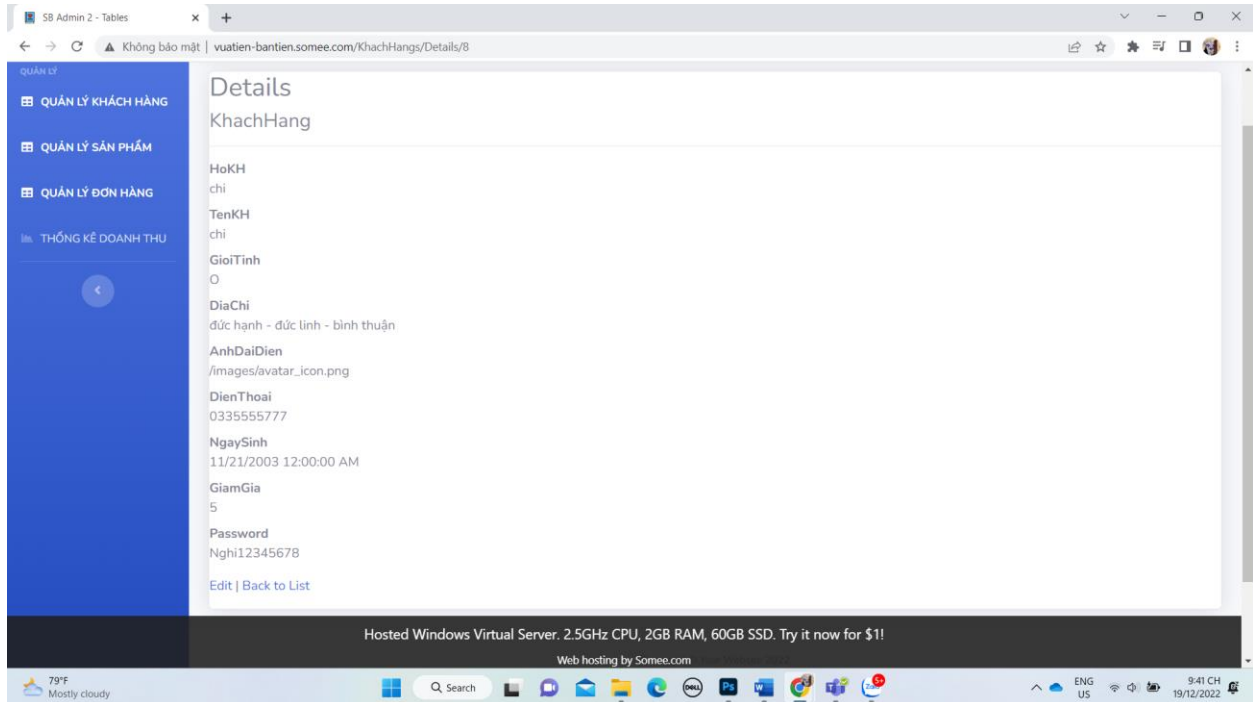 SB Admin 2 - Tables
Không bảo mật | vuatien-bantien.somee.com/KhachHangs/Details/8
QUẢN LÝ
QUẢN LÝ KHÁCH HÀNG
QUẢN LÝ SẢN PHẨM
QUẢN LÝ ĐƠN HÀNG
THỐNG KÊ DOANH THU
Details
KhachHang
HoKH
chi
TenKH
chi
GioiTinh
O
DiaChi
đức hạnh - đức linh - bình thuận
AnhDaiDien
/images/avatar_icon.png
DienThoai
0335555777
NgaySinh
11/21/2003 12:00:00 AM
GiamGia
5
Password
Nghi12345678
Edit | Back to List
Hosted Windows Virtual Server. 2.5GHz CPU, 2GB RAM, 60GB SSD. Try it now for $1!
Web hosting by Somee.com
79°F
Mostly cloudy
Search
DELL
Ps
W
Zalo
5+
ENG
US
9:41 CH
19/12/2022